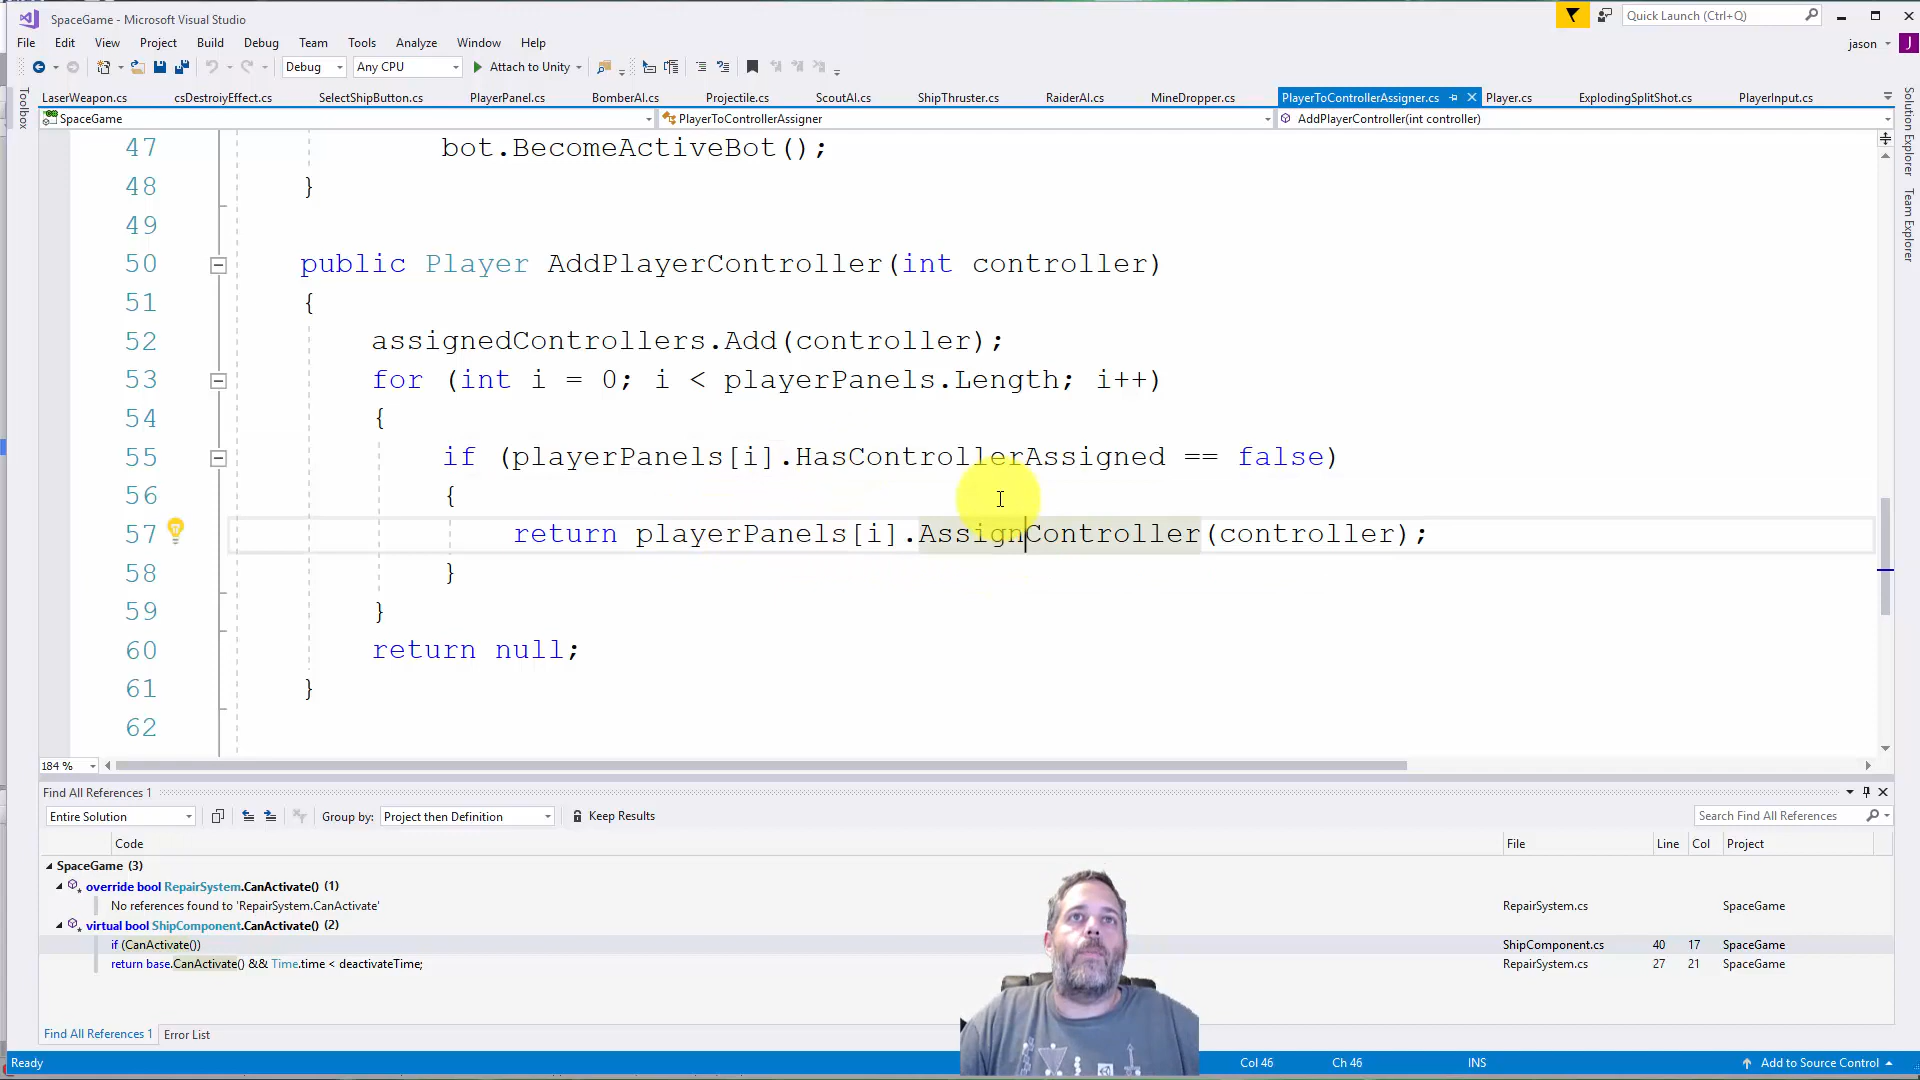 SpaceGame - Microsoft Visual Studio
Quick Launch (Ctrl+Q)
File Edit View Project Build Debug Team Tools Analyze Window Help
jason J
Debug Any CPU Attach to Unity
LaserWeapon.cs csDestroiyEffect.cs SelectShipButton.cs PlayerPanel.cs BomberAI.cs Projectile.cs ScoutAI.cs ShipThruster.cs RaiderAI.cs MineDropper.cs PlayerToControllerAssigner.cs Player.cs ExplodingSplitShot.cs PlayerInput.cs
SpaceGame PlayerToControllerAssigner AddPlayerController(int controller)
Toolbox
Solution Explorer
Team Explorer
47 bot.BecomeActiveBot();
48 }
49
50 public Player AddPlayerController(int controller)
51 {
52 assignedControllers.Add(controller);
53 for (int i = 0; i < playerPanels.Length; i++)
54 {
55 if (playerPanels[i].HasControllerAssigned == false)
56 {
57 return playerPanels[i].AssignController(controller);
58 }
59 }
60 return null;
61 }
62
184 %
Find All References 1
Entire Solution Group by: Project then Definition Keep Results Search Find All References
Code File Line Col Project
SpaceGame (3)
override bool RepairSystem.CanActivate() (1)
No references found to 'RepairSystem.CanActivate' RepairSystem.cs SpaceGame
virtual bool ShipComponent.CanActivate() (2)
if (CanActivate()) ShipComponent.cs 40 17 SpaceGame
return base.CanActivate() && Time.time < deactivateTime; RepairSystem.cs 27 21 SpaceGame
Find All References 1 Error List
Ready Col 46 Ch 46 INS Add to Source Control